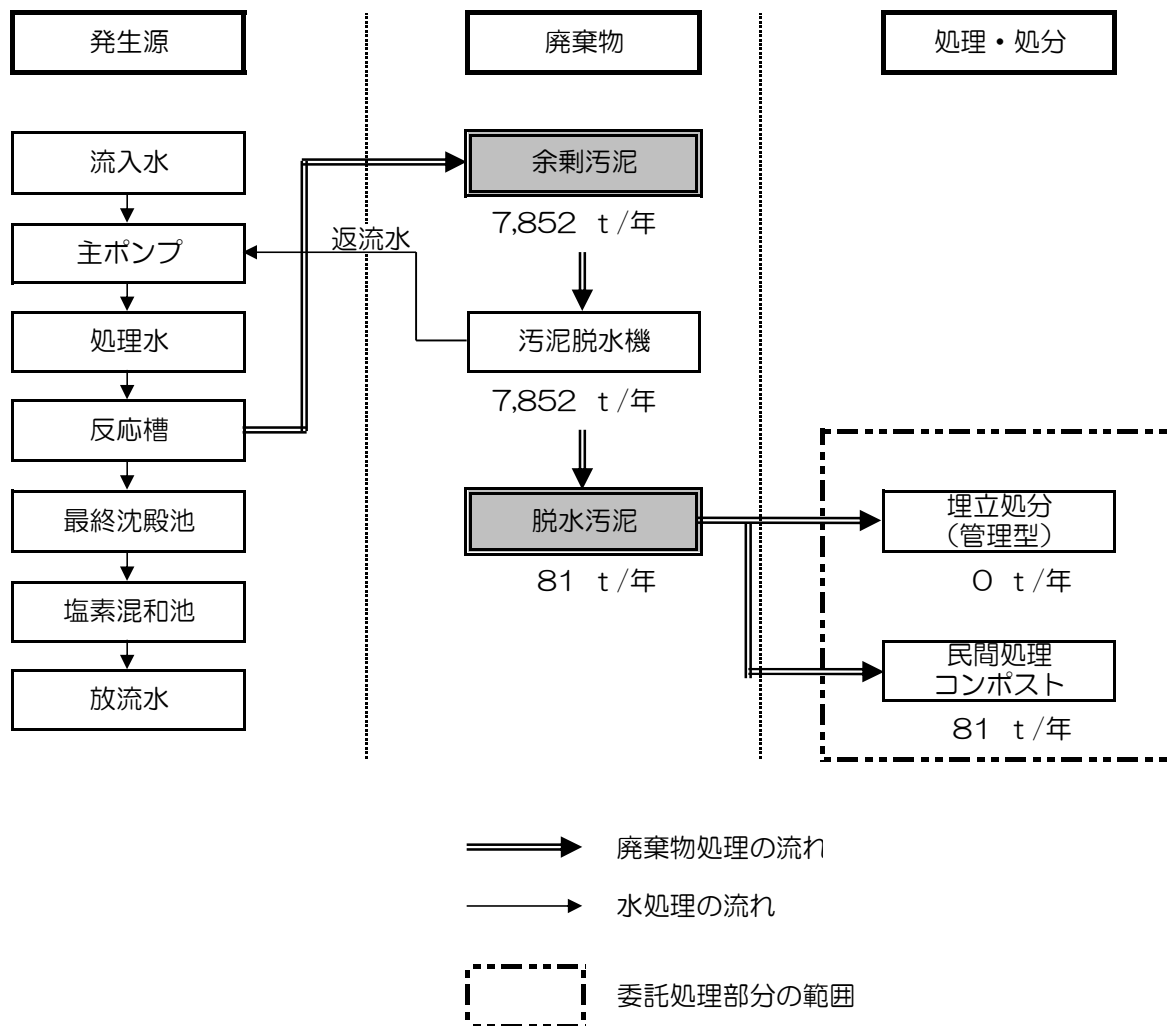 発生源
廃棄物
処理・処分
流入水
余剰汚泥
7,852 t/年
主ポンプ
返流水
処理水
汚泥脱水機
7,852 t/年
反応槽
最終沈殿池
脱水汚泥
81 t/年
埋立処分
(管理型)
0 t/年
塩素混和池
民間処理
コンポスト
81 t/年
放流水
廃棄物処理の流れ
水処理の流れ
委託処理部分の範囲